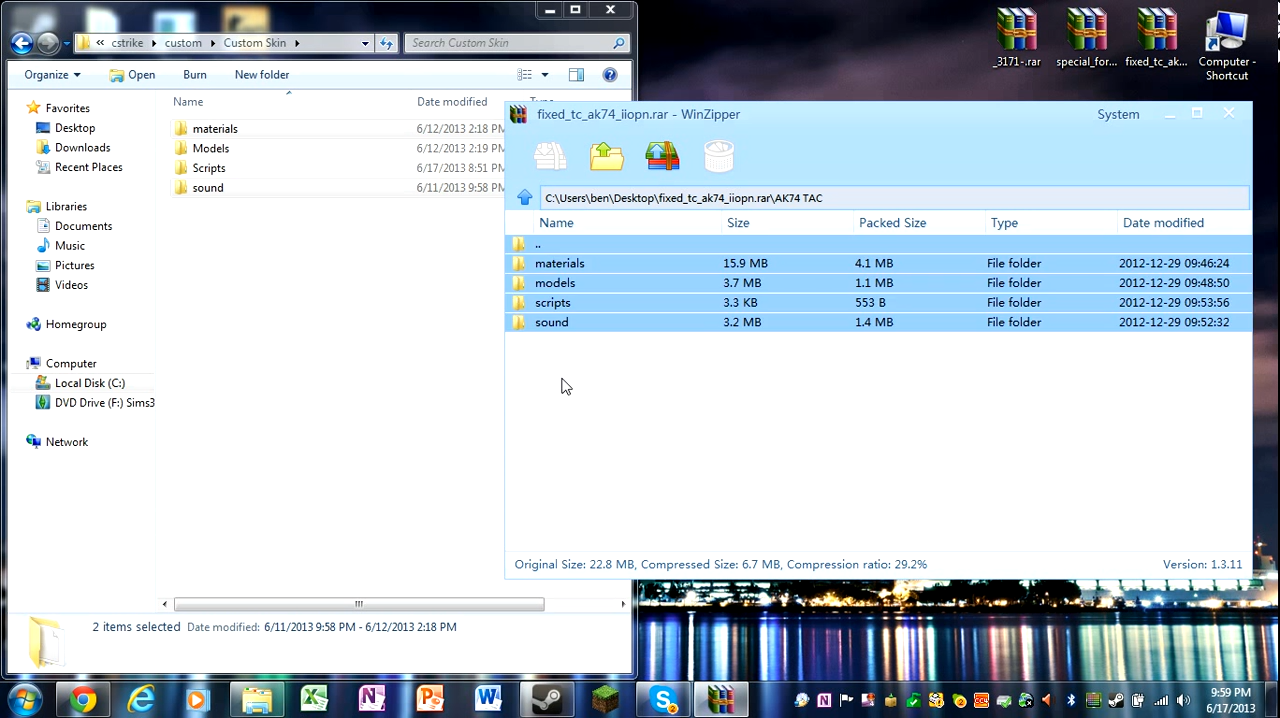 « cstrike ▸ custom ▸ Custom Skin ▸
Search Custom Skin
Organize Open Burn New folder
Name Date modified
materials 6/12/2013 2:18 PM
Models 6/12/2013 2:19 PM
Scripts 6/17/2013 8:51 PM
sound 6/11/2013 9:58 PM
Favorites
Desktop
Downloads
Recent Places
Libraries
Documents
Music
Pictures
Videos
Homegroup
Computer
Local Disk (C:)
DVD Drive (F:) Sims3
Network
2 items selected Date modified: 6/11/2013 9:58 PM - 6/12/2013 2:18 PM
_3171-.rar
special_for...
fixed_tc_ak...
Computer -
Shortcut
fixed_tc_ak74_iiopn.rar - WinZipper
System
C:\Users\ben\Desktop\fixed_tc_ak74_iiopn.rar\AK74 TAC
Name Size Packed Size Type Date modified
..
materials 15.9 MB 4.1 MB File folder 2012-12-29 09:46:24
models 3.7 MB 1.1 MB File folder 2012-12-29 09:48:50
scripts 3.3 KB 553 B File folder 2012-12-29 09:53:56
sound 3.2 MB 1.4 MB File folder 2012-12-29 09:52:32
Original Size: 22.8 MB, Compressed Size: 6.7 MB, Compression ratio: 29.2%
Version: 1.3.11
9:59 PM
6/17/2013